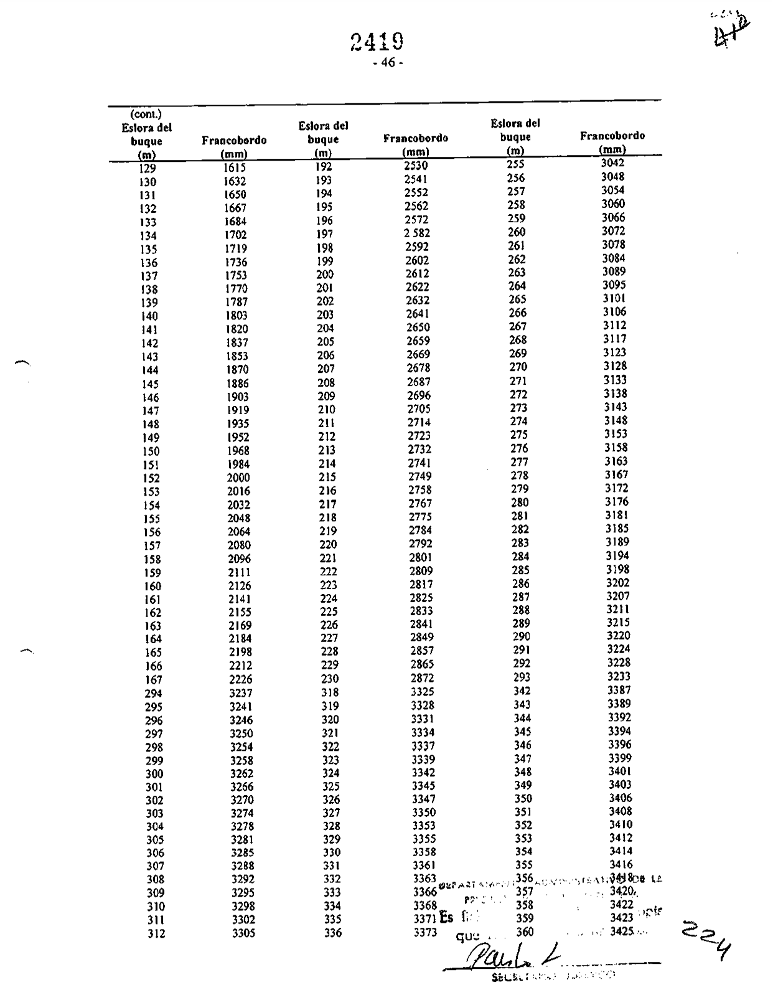 2419
- 46 -
(cont.)
Eslora del buque (m) Francobordo (mm) Eslora del buque (m) Francobordo (mm) Eslora del buque (m) Francobordo (mm)
129 1615 192 2530 255 3042
130 1632 193 2541 256 3048
131 1650 194 2552 257 3054
132 1667 195 2562 258 3060
133 1684 196 2572 259 3066
134 1702 197 2 582 260 3072
135 1719 198 2592 261 3078
136 1736 199 2602 262 3084
137 1753 200 2612 263 3089
138 1770 201 2622 264 3095
139 1787 202 2632 265 3101
140 1803 203 2641 266 3106
141 1820 204 2650 267 3112
142 1837 205 2659 268 3117
143 1853 206 2669 269 3123
144 1870 207 2678 270 3128
145 1886 208 2687 271 3133
146 1903 209 2696 272 3138
147 1919 210 2705 273 3143
148 1935 211 2714 274 3148
149 1952 212 2723 275 3153
150 1968 213 2732 276 3158
151 1984 214 2741 277 3163
152 2000 215 2749 278 3167
153 2016 216 2758 279 3172
154 2032 217 2767 280 3176
155 2048 218 2775 281 3181
156 2064 219 2784 282 3185
157 2080 220 2792 283 3189
158 2096 221 2801 284 3194
159 2111 222 2809 285 3198
160 2126 223 2817 286 3202
161 2141 224 2825 287 3207
162 2155 225 2833 288 3211
163 2169 226 2841 289 3215
164 2184 227 2849 290 3220
165 2198 228 2857 291 3224
166 2212 229 2865 292 3228
167 2226 230 2872 293 3233
294 3237 318 3325 342 3387
295 3241 319 3328 343 3389
296 3246 320 3331 344 3392
297 3250 321 3334 345 3394
298 3254 322 3337 346 3396
299 3258 323 3339 347 3399
300 3262 324 3342 348 3401
301 3266 325 3345 349 3403
302 3270 326 3347 350 3406
303 3274 327 3350 351 3408
304 3278 328 3353 352 3410
305 3281 329 3355 353 3412
306 3285 330 3358 354 3414
307 3288 331 3361 355 3416
308 3292 332 3363 356 3418
309 3295 333 3366 357 3420
310 3298 334 3368 358 3422
311 3302 335 3371 359 3423
312 3305 336 3373 360 3425
DEPARTAMENTO ADMINISTRATIVO DE LA
Es
que
224